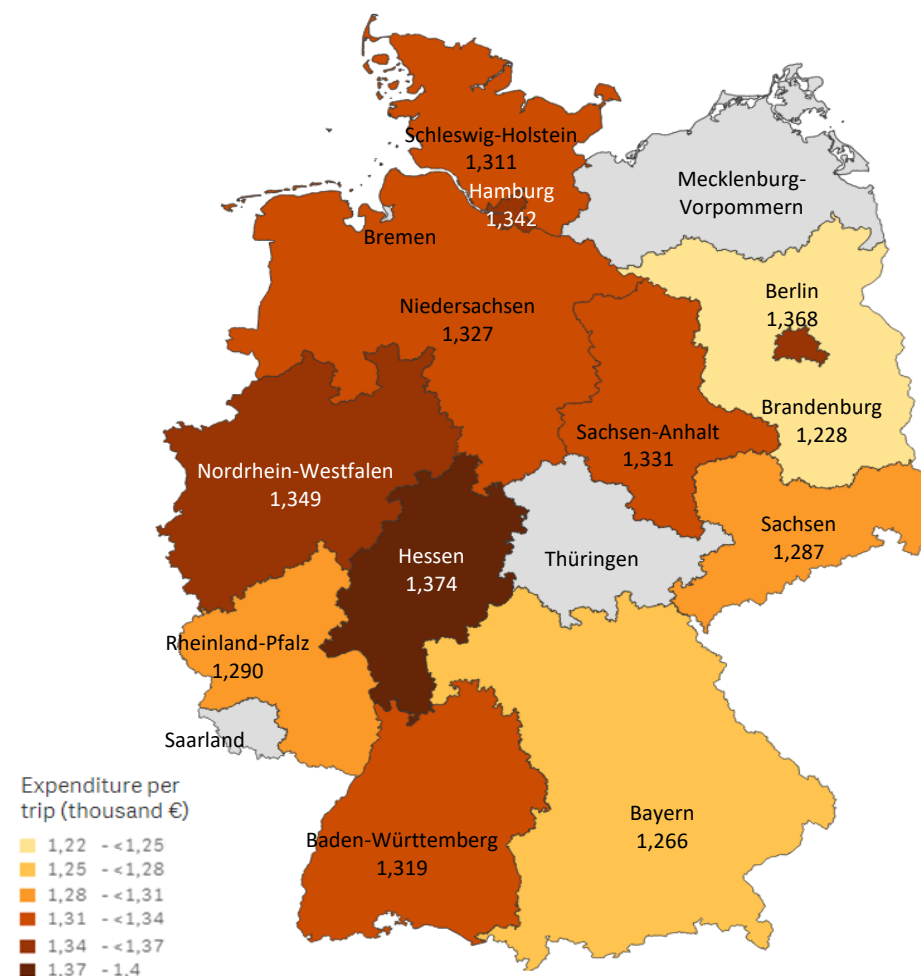 Schleswig-Holstein
1,311
Hamburg
1,342
Mecklenburg-
Vorpommern
Bremen
Niedersachsen
1,327
Berlin
1,368
Brandenburg
1,228
Sachsen-Anhalt
1,331
Nordrhein-Westfalen
1,349
Hessen
1,374
Thüringen
Sachsen
1,287
Rheinland-Pfalz
1,290
Saarland
Bayern
1,266
Baden-Württemberg
1,319
Expenditure per
trip (thousand €)
1,22 - <1,25
1,25 - <1,28
1,28 - <1,31
1,31 - <1,34
1,34 - <1,37
1,37 - 1,4